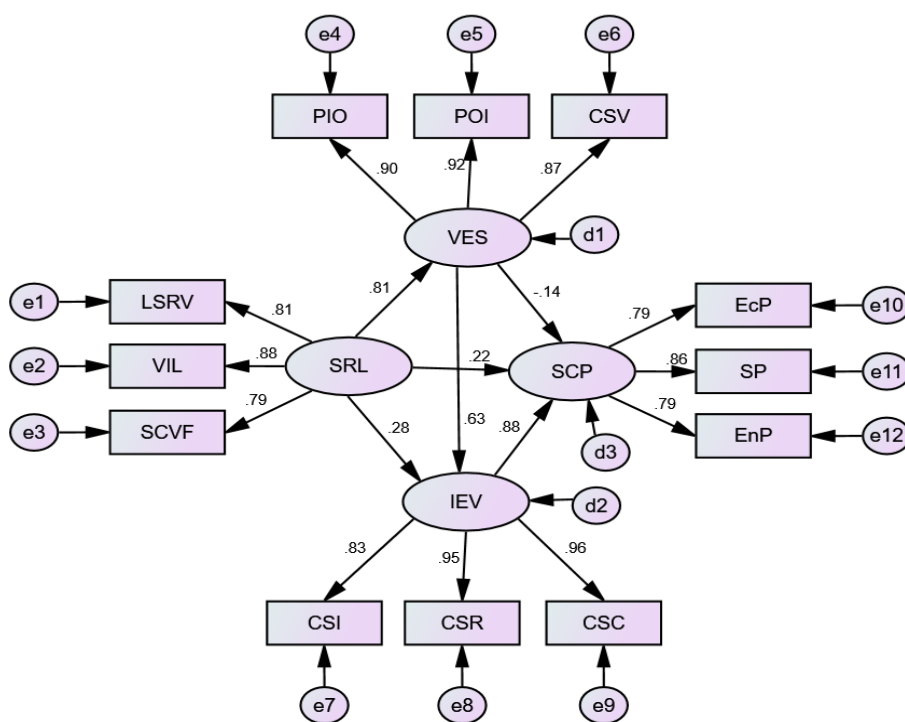 e4 e5 e6
PIO POI CSV
.90 .92 .87
VES d1
e1 LSRV .81 .81 -.14 .79 EcP e10
e2 VIL .88 SRL .22 SCP .86 SP e11
e3 SCVF .79 .28 .63 .88 d3 .79 EnP e12
IEV d2
.83 .95 .96
CSI CSR CSC
e7 e8 e9